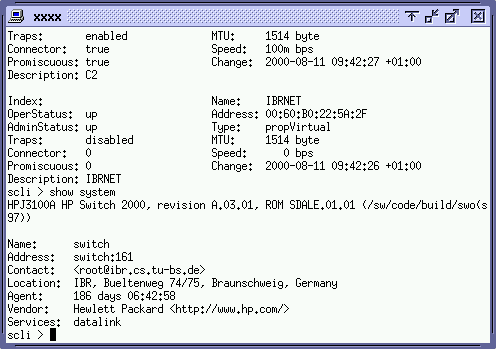 xxxx
Traps: enabled MTU: 1514 byte
Connector: true Speed: 100m bps
Promiscuous: true Change: 2000-08-11 09:42:27 +01:00
Description: C2
Index: Name: IBRNET
OperStatus: up Address: 00:60:B0:22:5A:2F
AdminStatus: up Type: propVirtual
Traps: disabled MTU: 1514 byte
Connector: 0 Speed: 0 bps
Promiscuous: 0 Change: 2000-08-11 09:42:26 +01:00
Description: IBRNET
scli > show system
HPJ3100A HP Switch 2000, revision A.03.01, ROM SDALE.01.01 (/sw/code/build/swo(s
97))
Name: switch
Address: switch:161
Contact: <root@ibr.cs.tu-bs.de>
Location: IBR, Bueltenweg 74/75, Braunschweig, Germany
Agent: 186 days 06:42:58
Vendor: Hewlett Packard <http://www.hp.com/>
Services: datalink
scli >